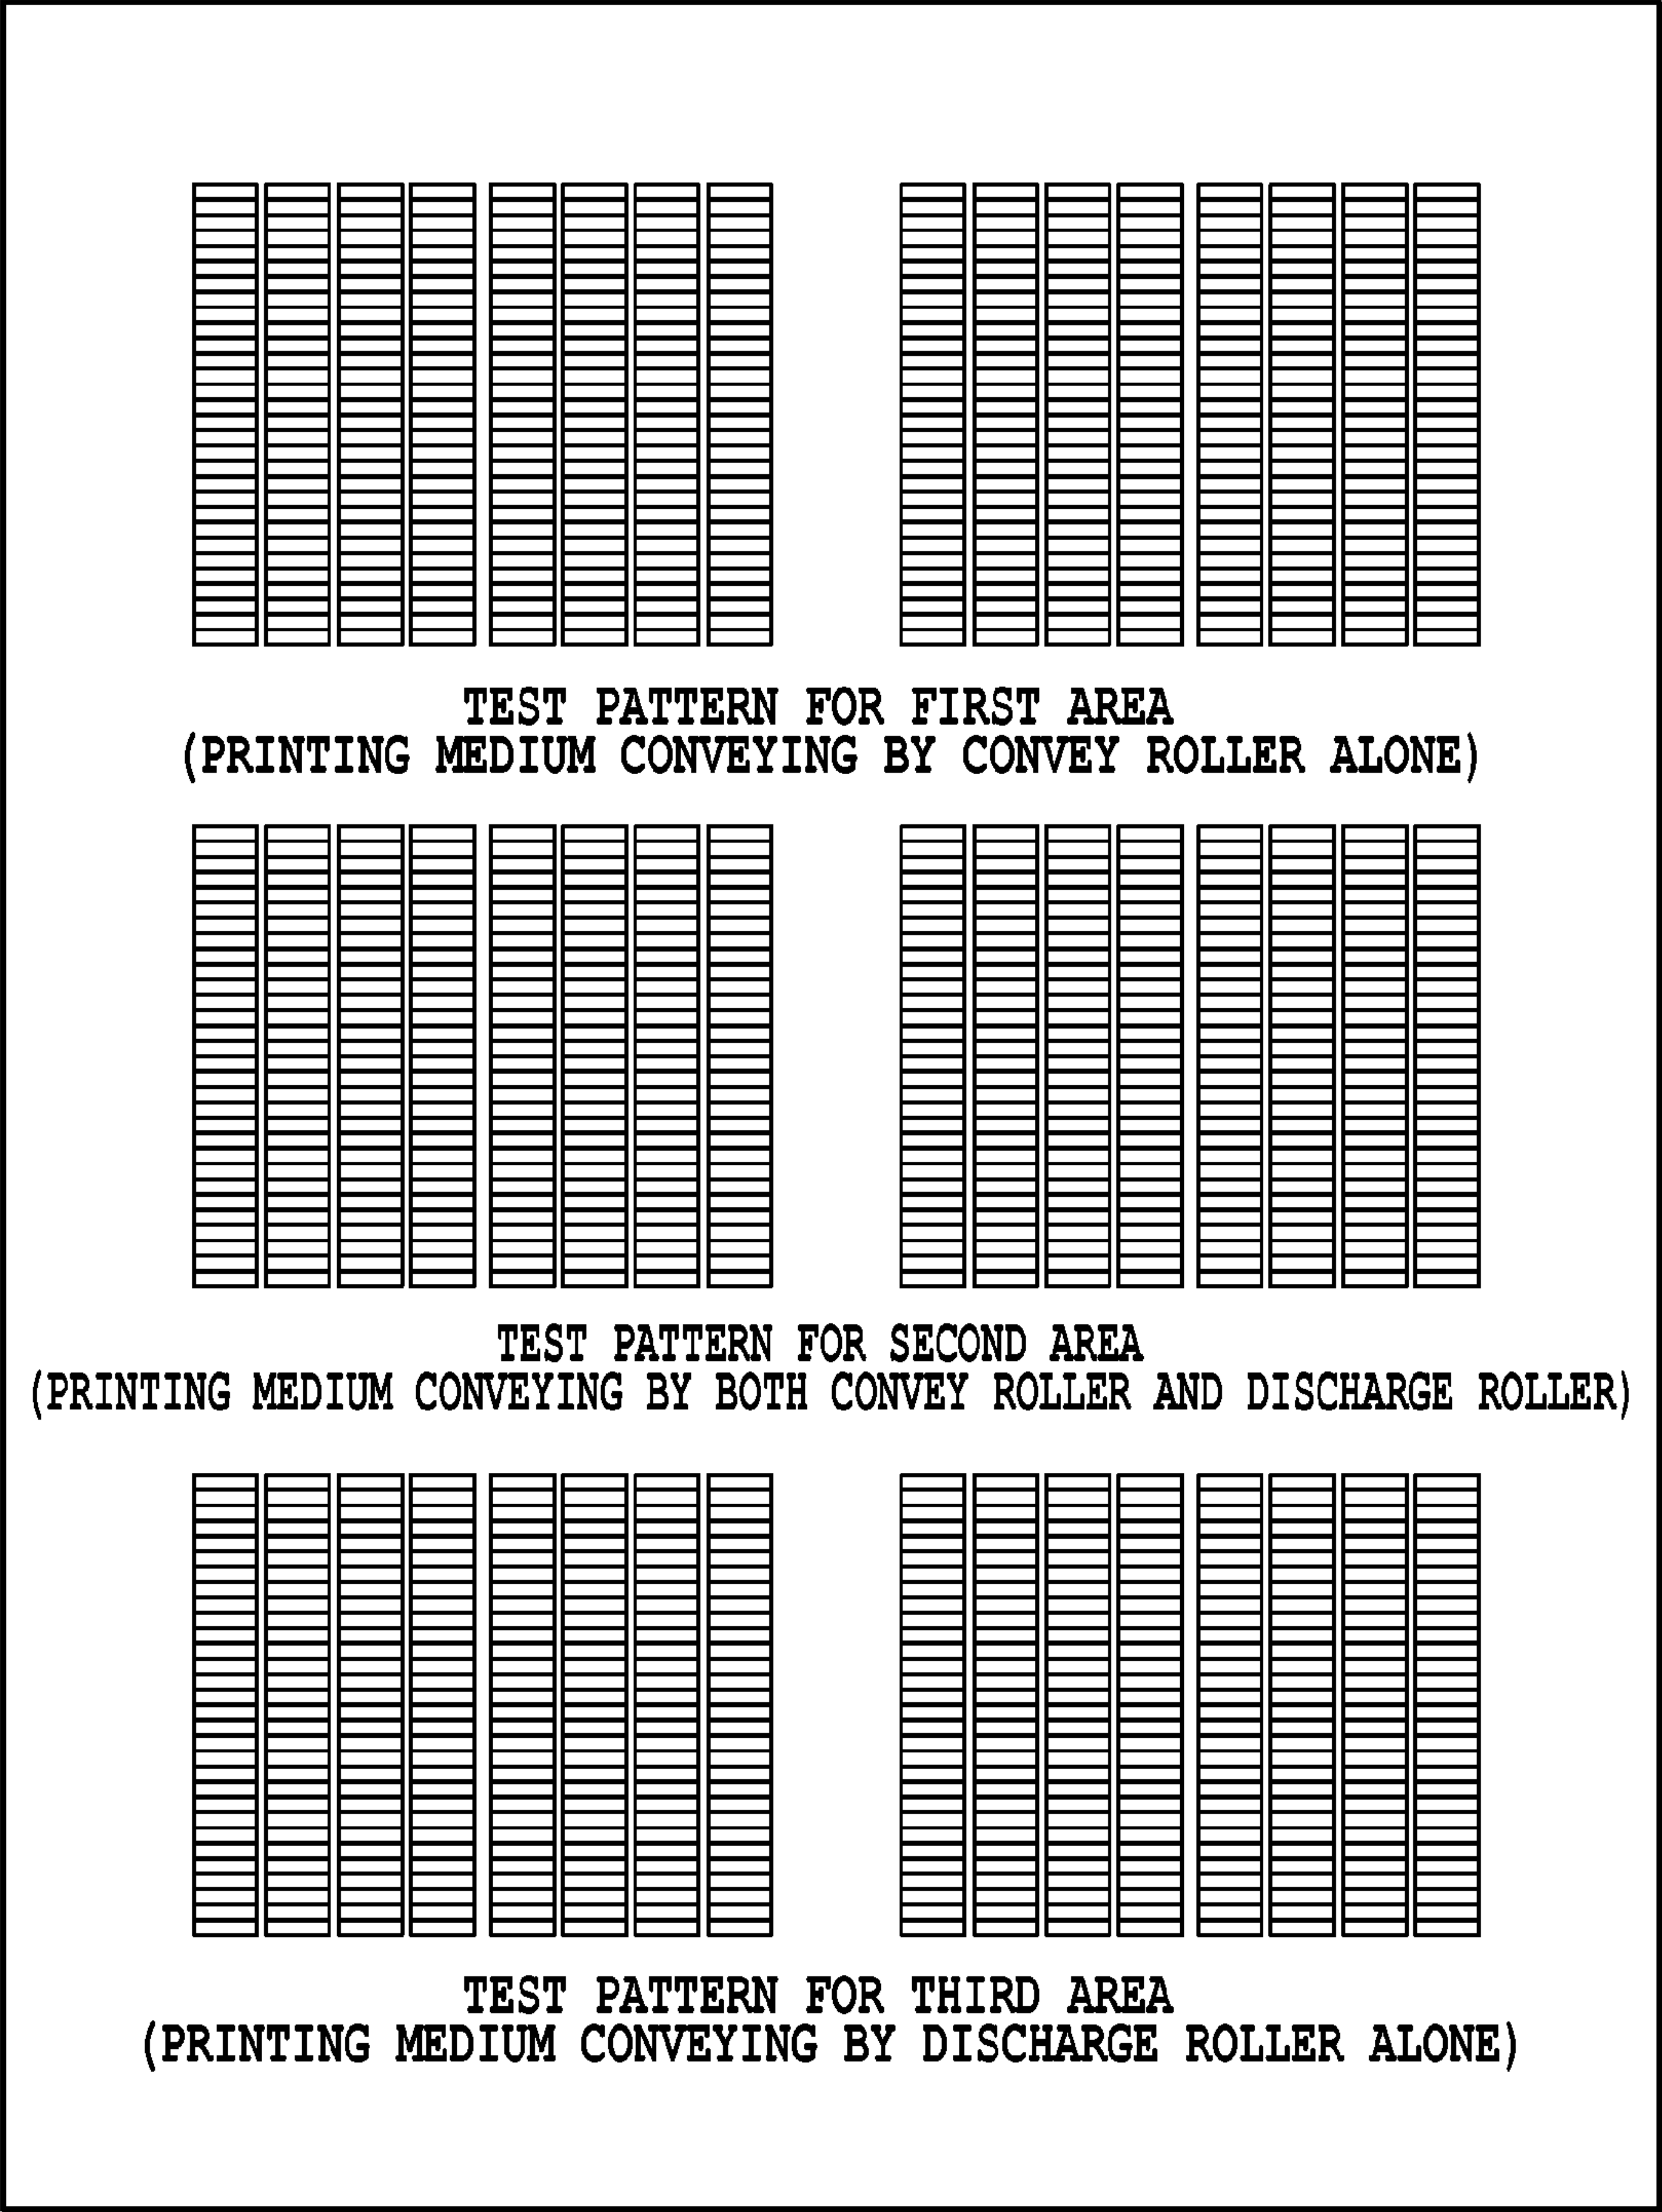 TEST PATTERN FOR FIRST AREA
(PRINTING MEDIUM CONVEYING BY CONVEY ROLLER ALONE)
TEST PATTERN FOR SECOND AREA
(PRINTING MEDIUM CONVEYING BY BOTH CONVEY ROLLER AND DISCHARGE ROLLER)
TEST PATTERN FOR THIRD AREA
(PRINTING MEDIUM CONVEYING BY DISCHARGE ROLLER ALONE)